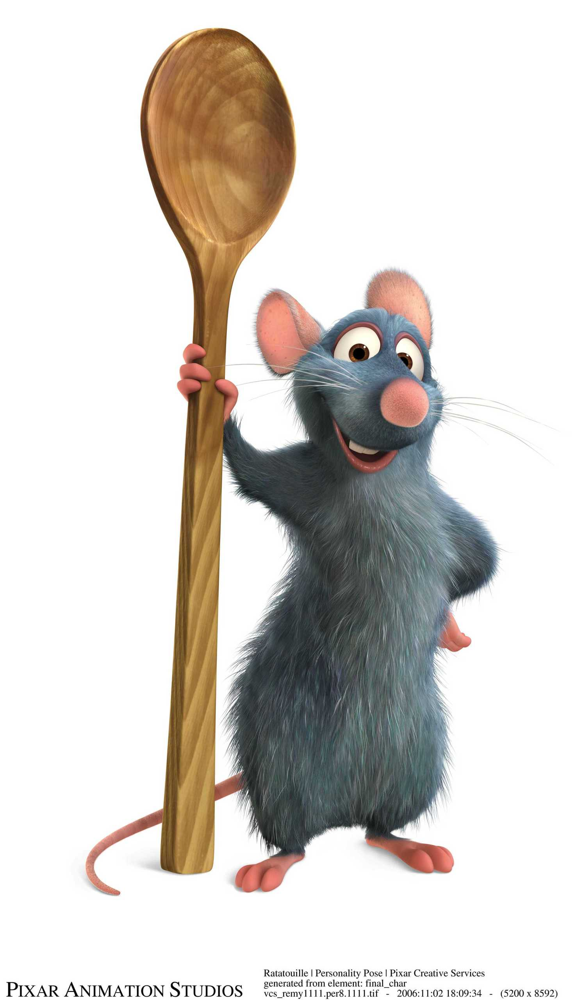 Ratatouille | Personality Pose | Pixar Creative Services
generated from element: final_char
PIXAR ANIMATION STUDIOS
vcs_remy1111.per8.1111.tif - 2006:11:02 18:09:34 - (5200 x 8592)